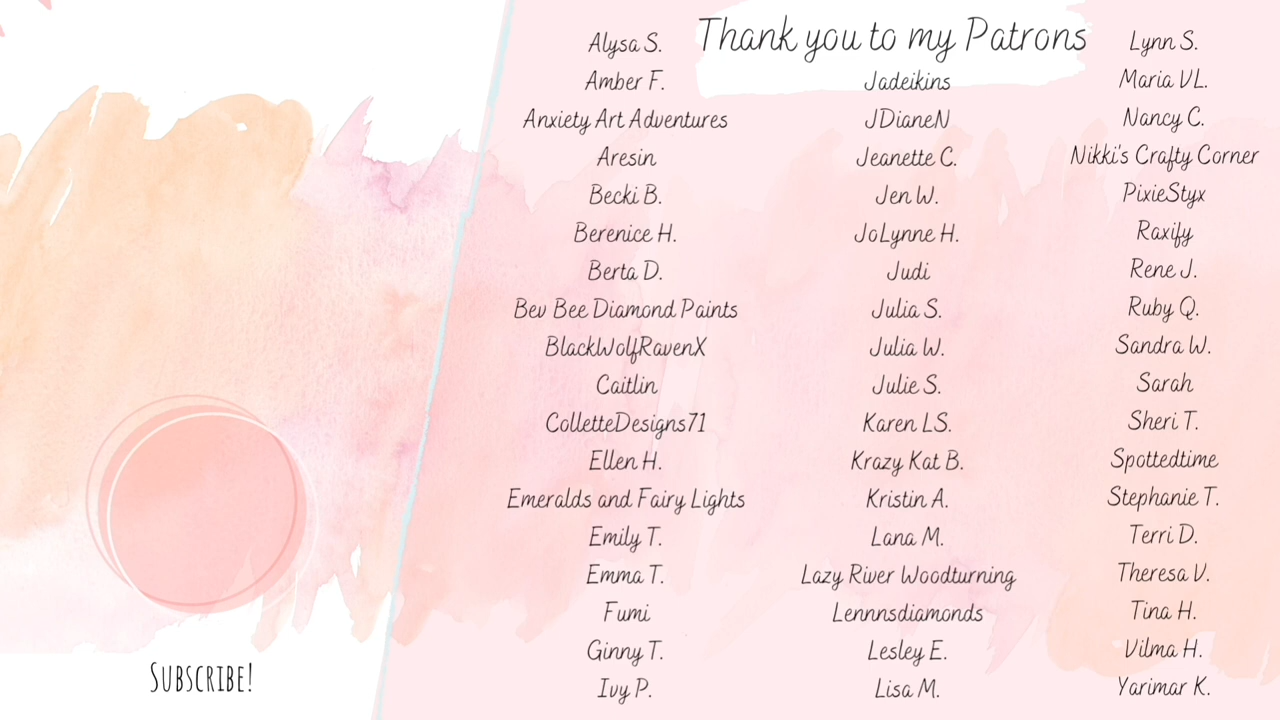 Thank you to my Patrons
Alysa S.
Amber F.
Anxiety Art Adventures
Aresin
Becki B.
Berenice H.
Berta D.
Bev Bee Diamond Paints
BlackWolfRavenX
Caitlin
ColletteDesigns71
Ellen H.
Emeralds and Fairy Lights
Emily T.
Emma T.
Fumi
Ginny T.
Ivy P.
Jadeikins
JDianeN
Jeanette C.
Jen W.
JoLynne H.
Judi
Julia S.
Julia W.
Julie S.
Karen LS.
Krazy Kat B.
Kristin A.
Lana M.
Lazy River Woodturning
Lennnsdiamonds
Lesley E.
Lisa M.
Lynn S.
Maria VL.
Nancy C.
Nikki's Crafty Corner
PixieStyx
Raxify
Rene J.
Ruby Q.
Sandra W.
Sarah
Sheri T.
Spottedtime
Stephanie T.
Terri D.
Theresa V.
Tina H.
Vilma H.
Yarimar K.
SUBSCRIBE!